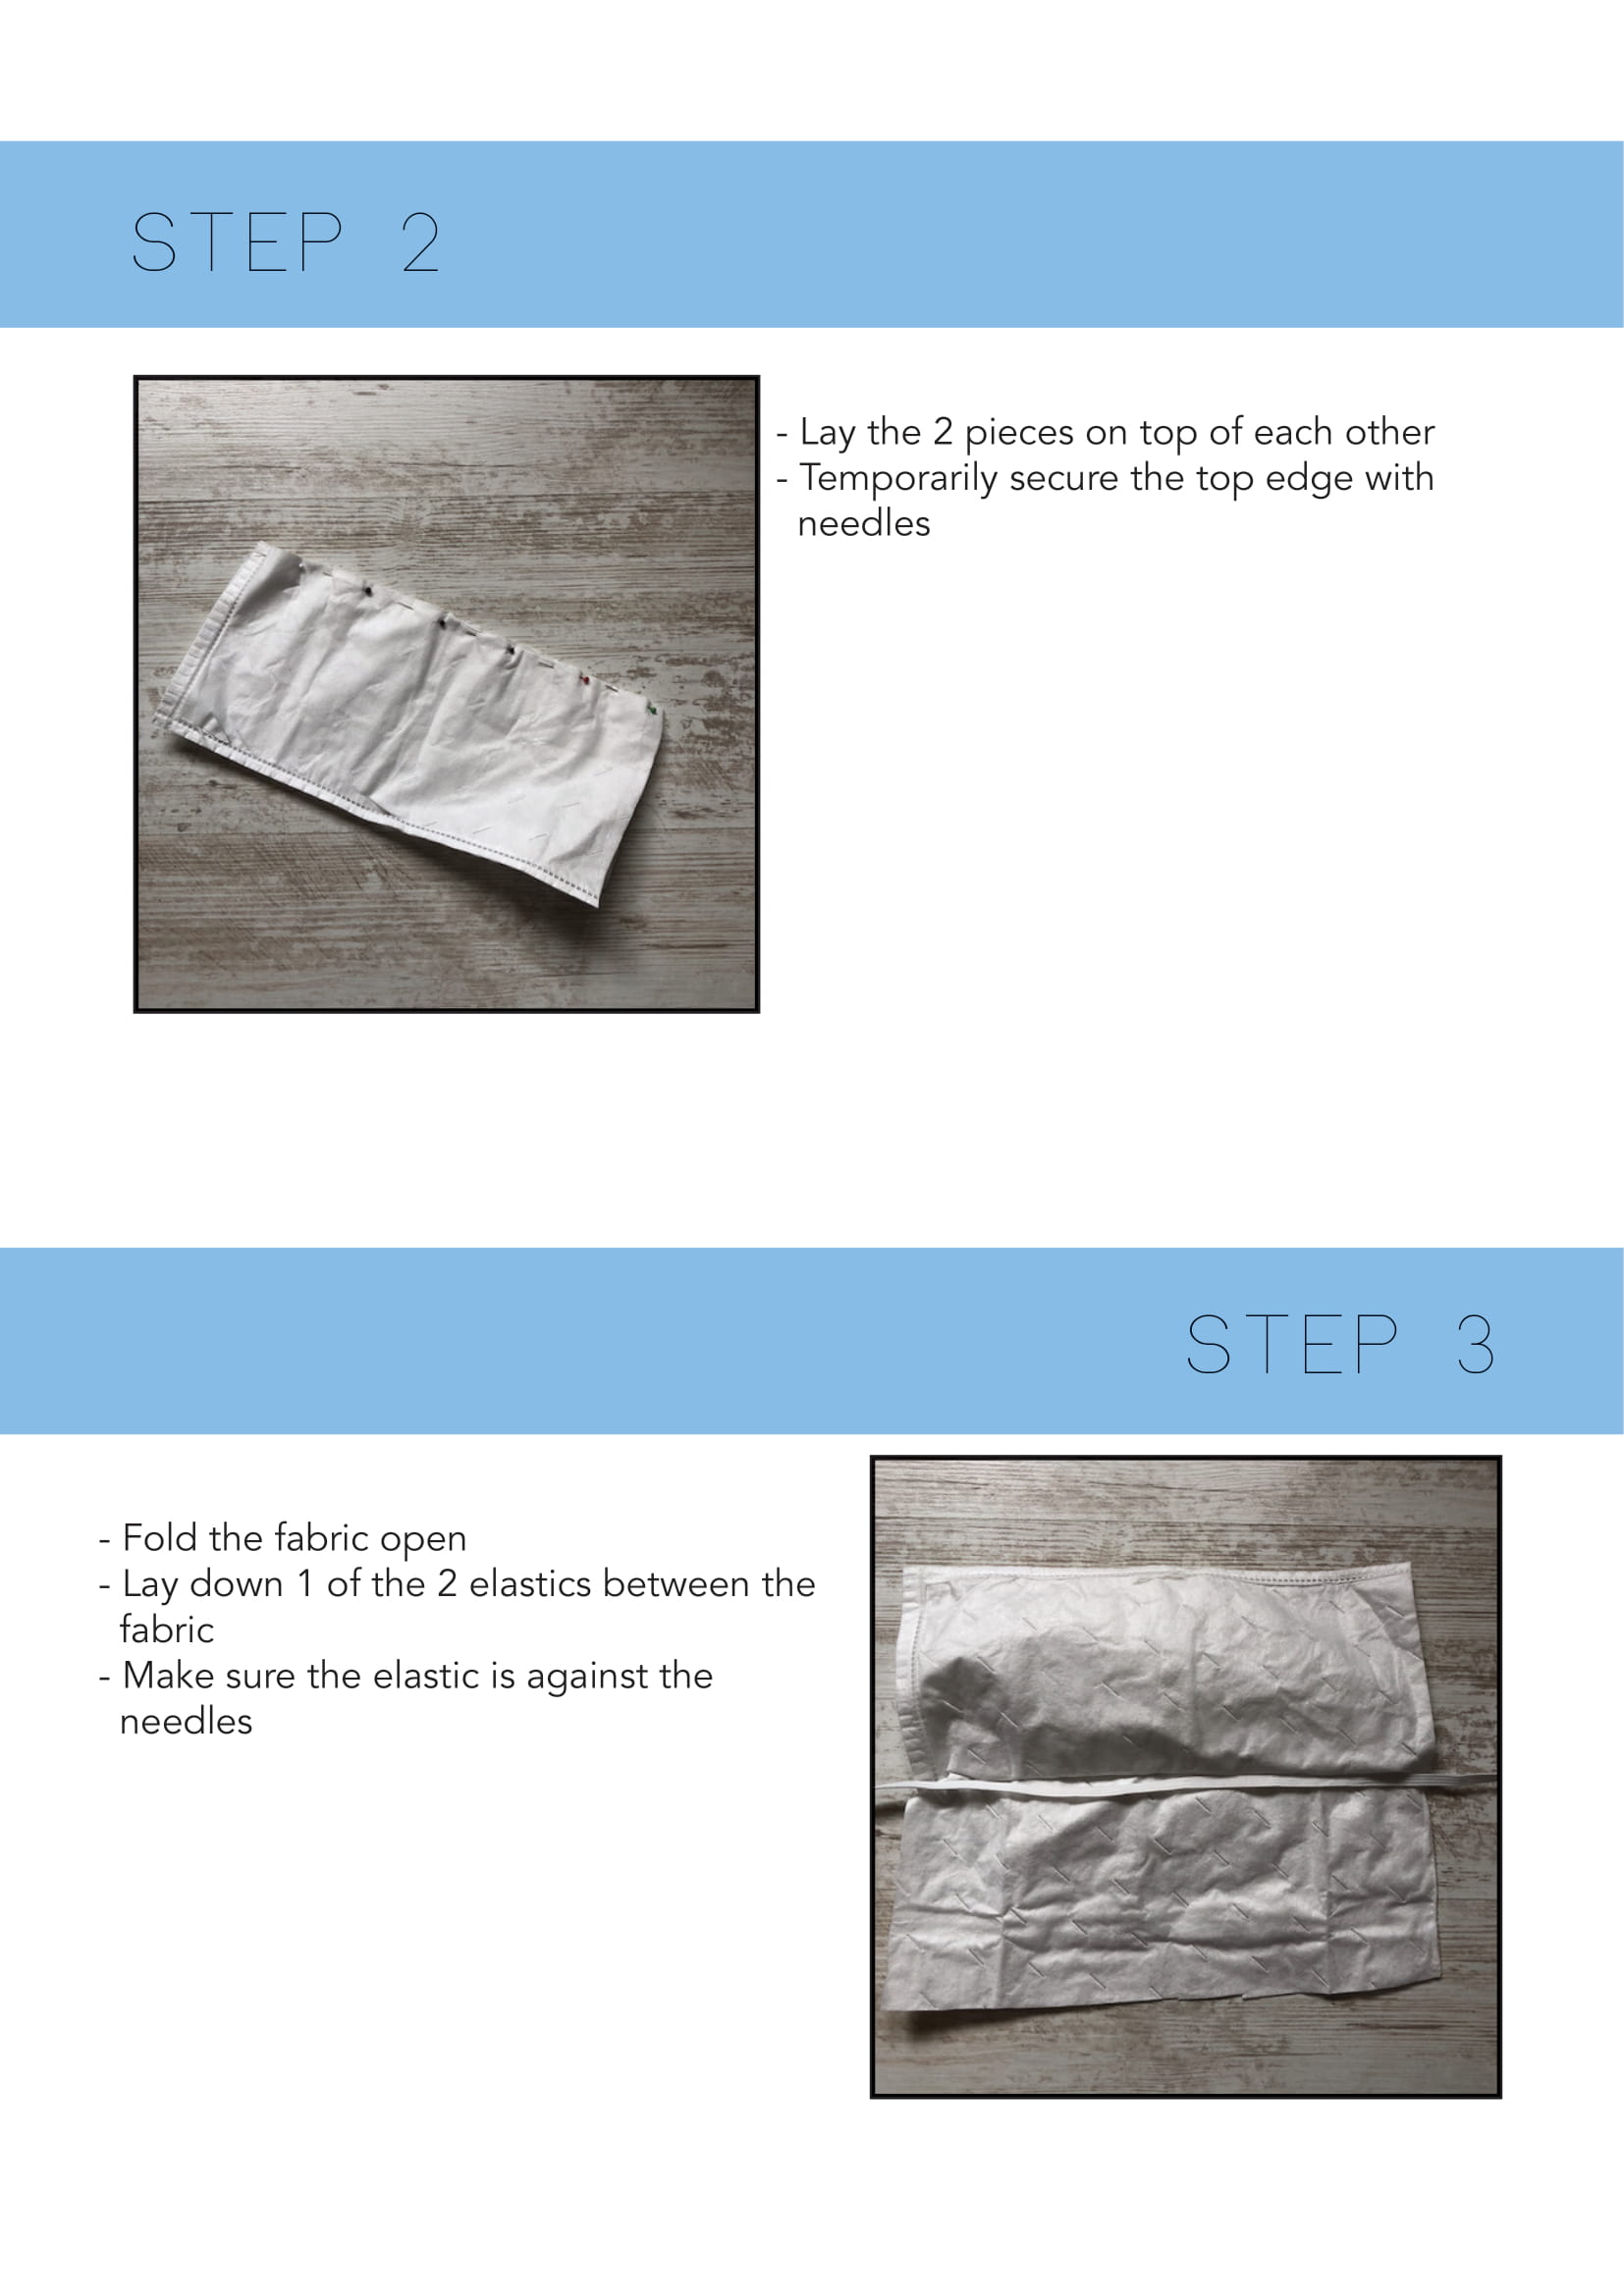 STEP 2
- Lay the 2 pieces on top of each other
- Temporarily secure the top edge with
needles
STEP 3
- Fold the fabric open
- Lay down 1 of the 2 elastics between the
fabric
- Make sure the elastic is against the
needles